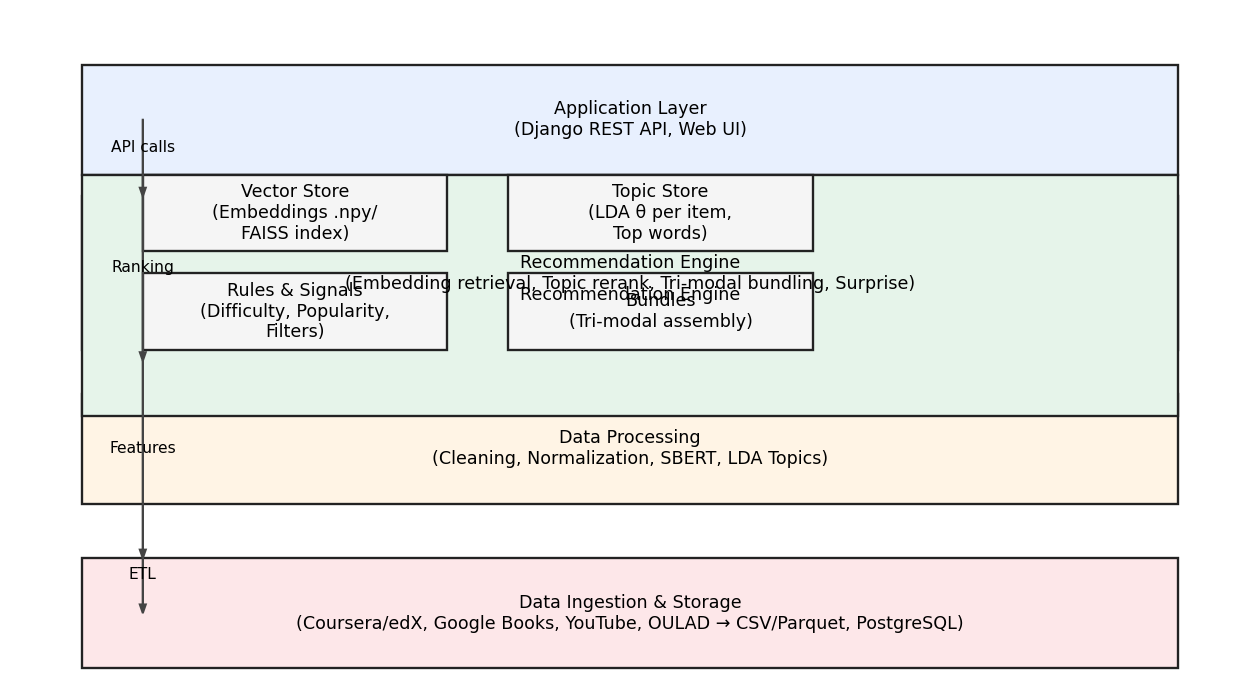 Application Layer
(Django REST API, Web UI)
API calls
Vector Store
(Embeddings .npy/
FAISS index)
Topic Store
(LDA θ per item,
Top words)
Ranking
Recommendation Engine
(Embedding retrieval, Topic rerank, Tri-modal bundling, Surprise)
Recommendation Engine
Rules & Signals
(Difficulty, Popularity,
Filters)
Bundles
(Tri-modal assembly)
Features
Data Processing
(Cleaning, Normalization, SBERT, LDA Topics)
ETL
Data Ingestion & Storage
(Coursera/edX, Google Books, YouTube, OULAD → CSV/Parquet, PostgreSQL)